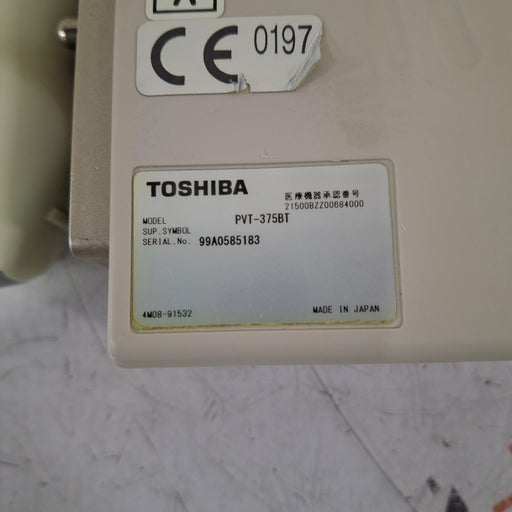 CE 0197
TOSHIBA
医療機器承認番号
21500BZZ00684000
MODEL PVT-375BT
SUP.SYMBOL
SERIAL.No. 99A0585183
4M08-91532 MADE IN JAPAN